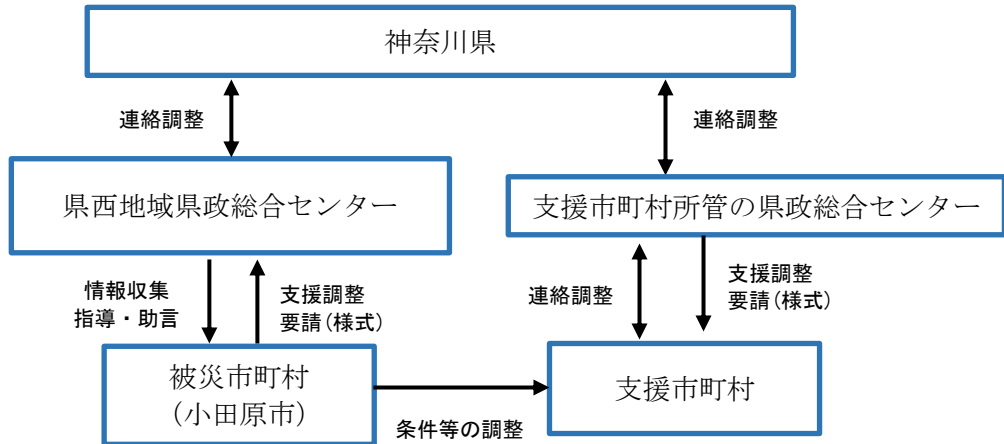 神奈川県
連絡調整
連絡調整
県西地域県政総合センター
支援市町村所管の県政総合センター
情報収集
指導・助言
支援調整
要請(様式)
連絡調整
支援調整
要請(様式)
被災市町村
(小田原市)
条件等の調整
支援市町村